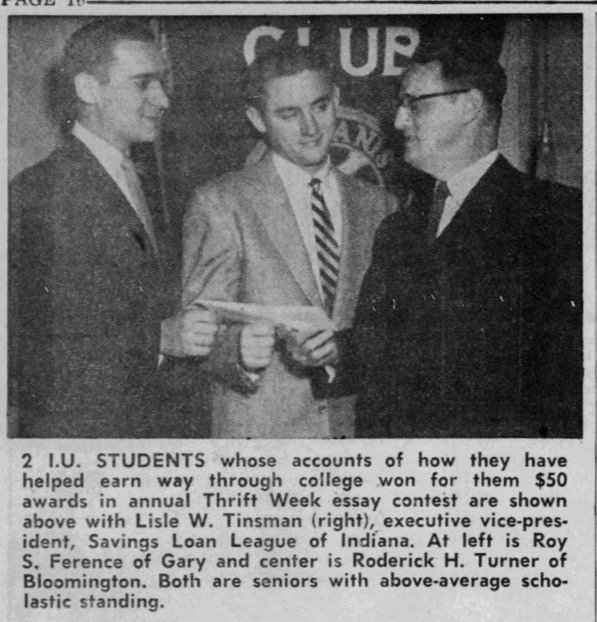 PAGE 16
CLUB
2 I.U. STUDENTS whose accounts of how they have
helped earn way through college won for them $50
awards in annual Thrift Week essay contest are shown
above with Lisle W. Tinsman (right), executive vice-pres-
ident, Savings Loan League of Indiana. At left is Roy
S. Ference of Gary and center is Roderick H. Turner of
Bloomington. Both are seniors with above-average scho-
lastic standing.